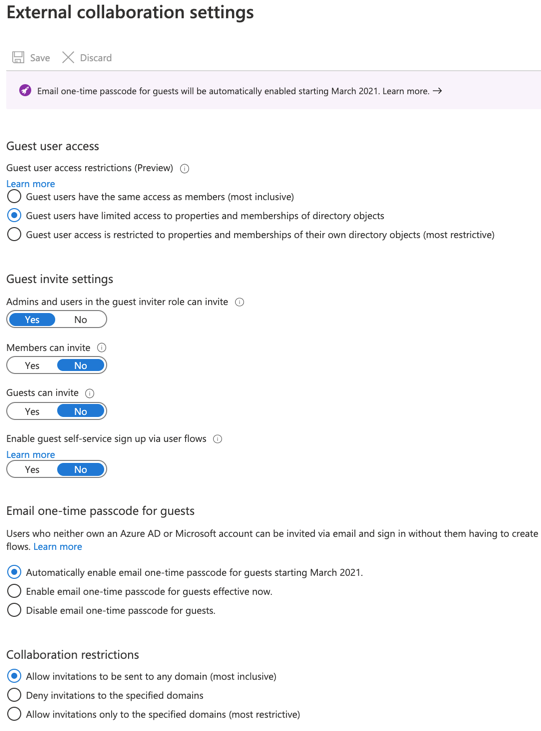 External collaboration settings
Save Discard
Email one-time passcode for guests will be automatically enabled starting March 2021. Learn more. →
Guest user access
Guest user access restrictions (Preview)
Learn more
Guest users have the same access as members (most inclusive)
Guest users have limited access to properties and memberships of directory objects
Guest user access is restricted to properties and memberships of their own directory objects (most restrictive)
Guest invite settings
Admins and users in the guest inviter role can invite
Yes No
Members can invite
Yes No
Guests can invite
Yes No
Enable guest self-service sign up via user flows
Learn more
Yes No
Email one-time passcode for guests
Users who neither own an Azure AD or Microsoft account can be invited via email and sign in without them having to create
flows. Learn more
Automatically enable email one-time passcode for guests starting March 2021.
Enable email one-time passcode for guests effective now.
Disable email one-time passcode for guests.
Collaboration restrictions
Allow invitations to be sent to any domain (most inclusive)
Deny invitations to the specified domains
Allow invitations only to the specified domains (most restrictive)